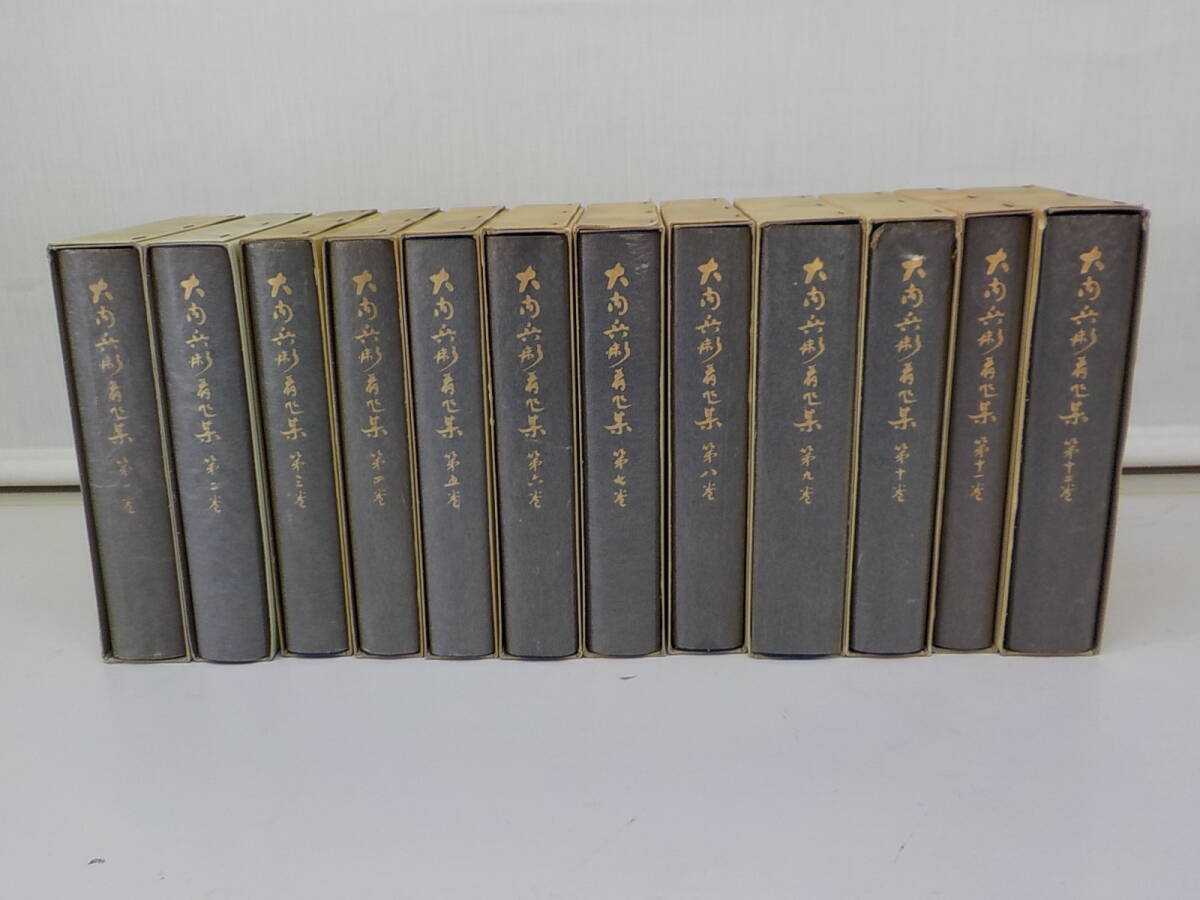 大内兵衛著作集 第一巻
大内兵衛著作集 第二巻
大内兵衛著作集 第三巻
大内兵衛著作集 第四巻
大内兵衛著作集 第五巻
大内兵衛著作集 第六巻
大内兵衛著作集 第七巻
大内兵衛著作集 第八巻
大内兵衛著作集 第九巻
大内兵衛著作集 第十巻
大内兵衛著作集 第十一巻
大内兵衛著作集 第十二巻